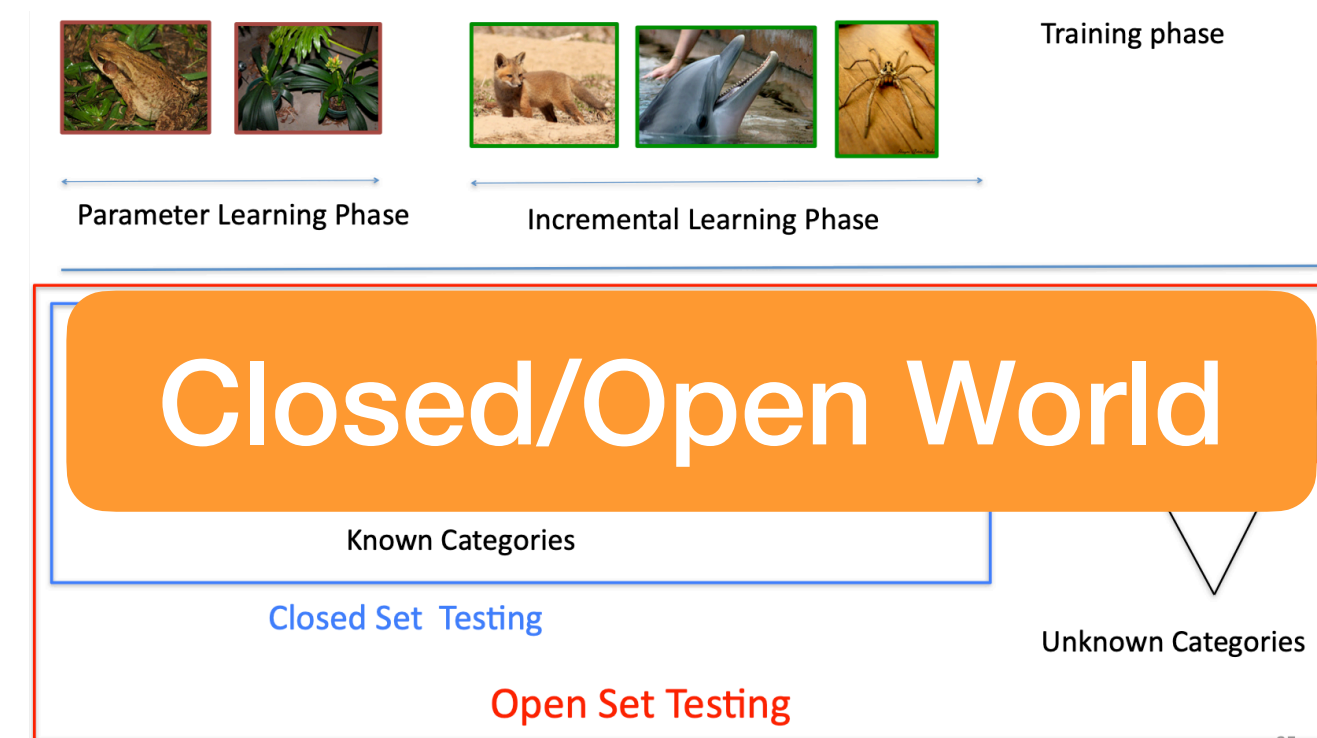 Training phase
Parameter Learning Phase
Incremental Learning Phase
Closed/Open World
Known Categories
Closed Set Testing
Unknown Categories
Open Set Testing